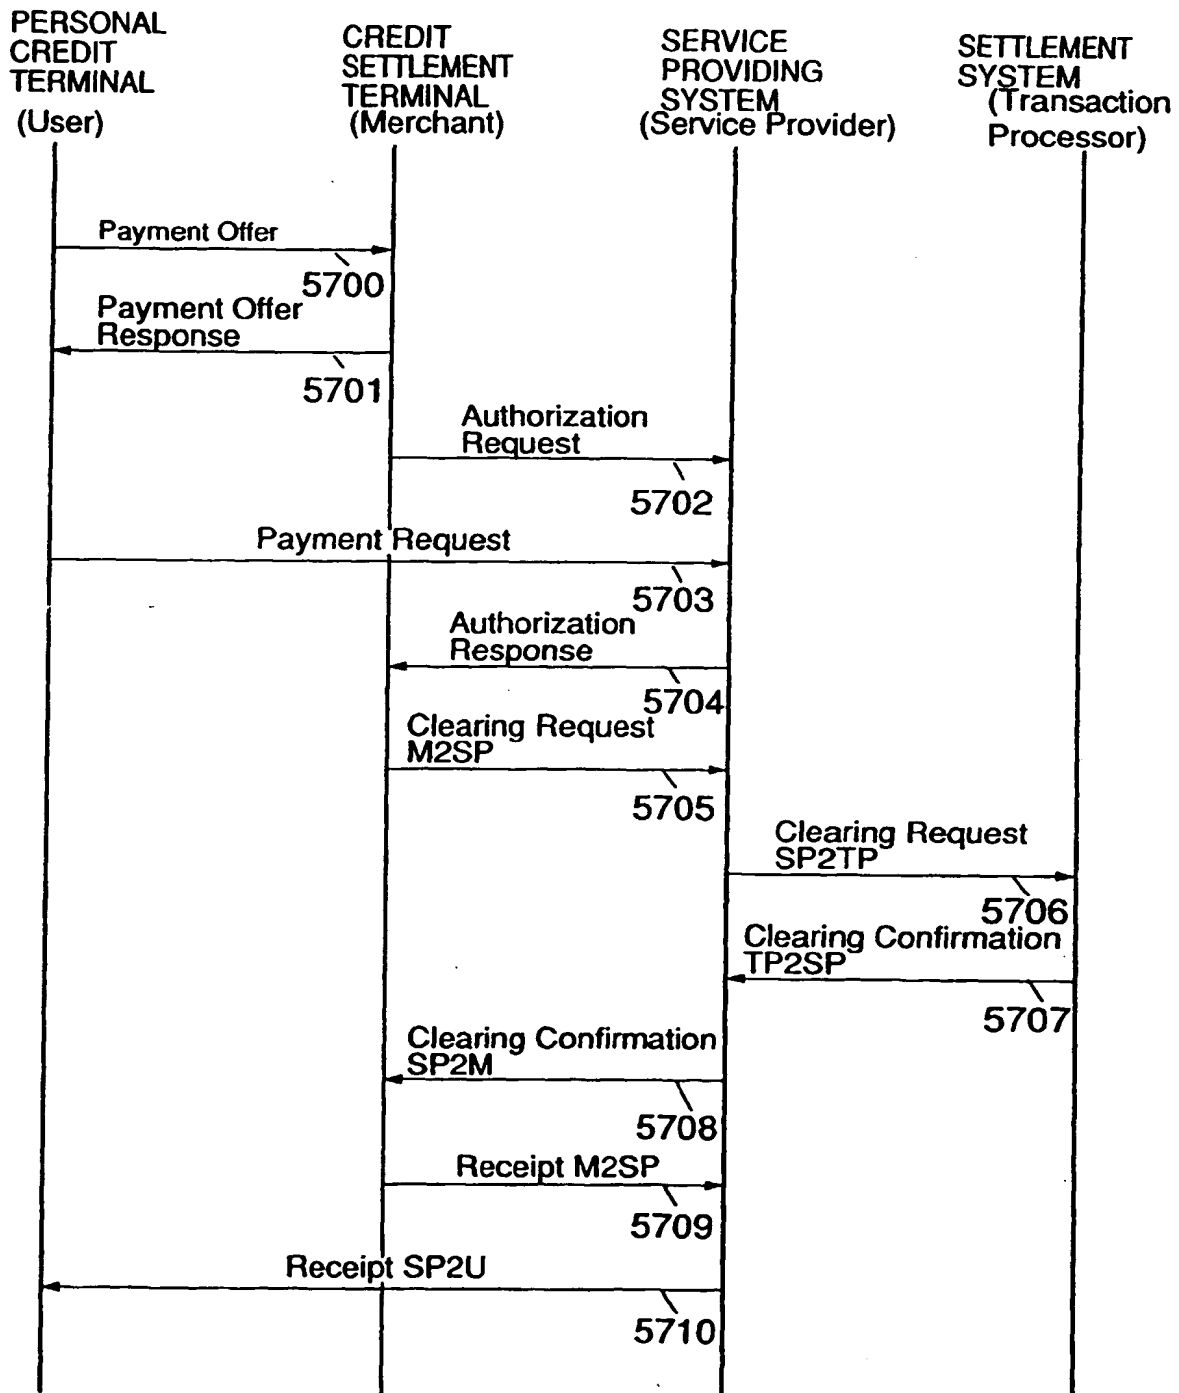 PERSONAL
CREDIT
TERMINAL
(User)
CREDIT
SETTLEMENT
TERMINAL
(Merchant)
SERVICE
PROVIDING
SYSTEM
(Service Provider)
SETTLEMENT
SYSTEM
(Transaction
Processor)
Payment Offer
5700
Payment Offer
Response
5701
Authorization
Request
5702
Payment Request
5703
Authorization
Response
5704
Clearing Request
M2SP
5705
Clearing Request
SP2TP
5706
Clearing Confirmation
TP2SP
5707
Clearing Confirmation
SP2M
5708
Receipt M2SP
5709
Receipt SP2U
5710